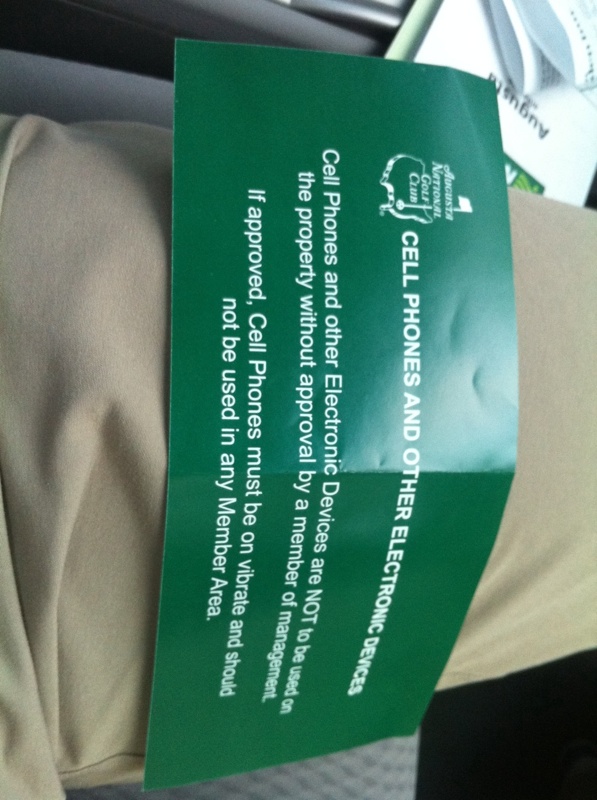 AUGUSTA
NATIONAL
GOLF
CLUB
CELL PHONES AND OTHER ELECTRONIC DEVICES
Cell Phones and other Electronic Devices are NOT to be used on
the property without approval by a member of management.
If approved, Cell Phones must be on vibrate and should
not be used in any Member Area.
Augusta